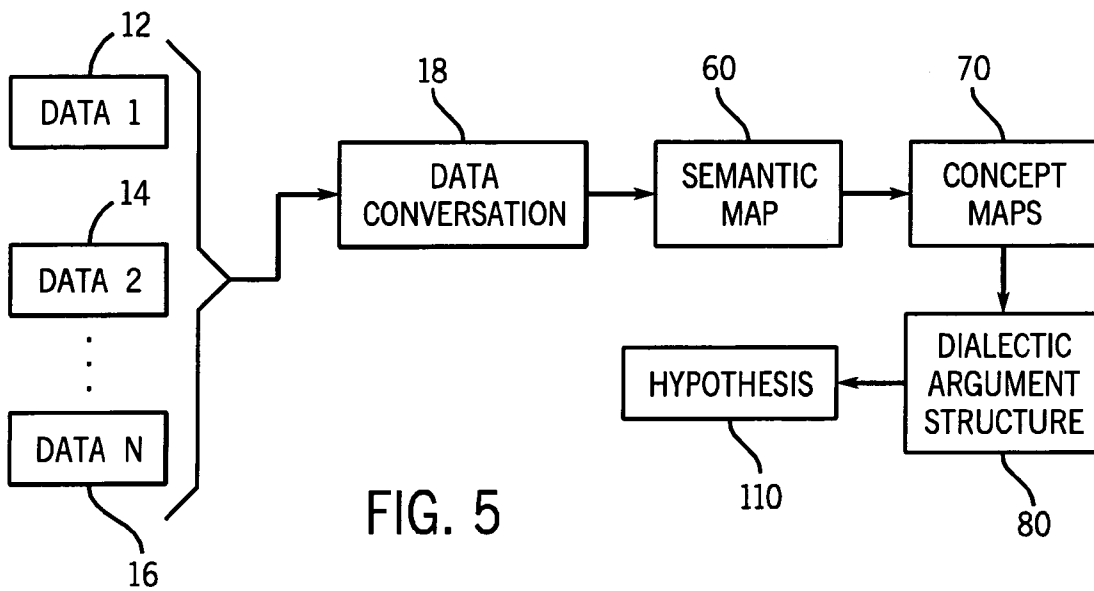 12
DATA 1
14
DATA 2
DATA N
16
18
DATA
CONVERSATION
60
SEMANTIC
MAP
70
CONCEPT
MAPS
DIALECTIC
ARGUMENT
STRUCTURE
80
HYPOTHESIS
110
FIG. 5